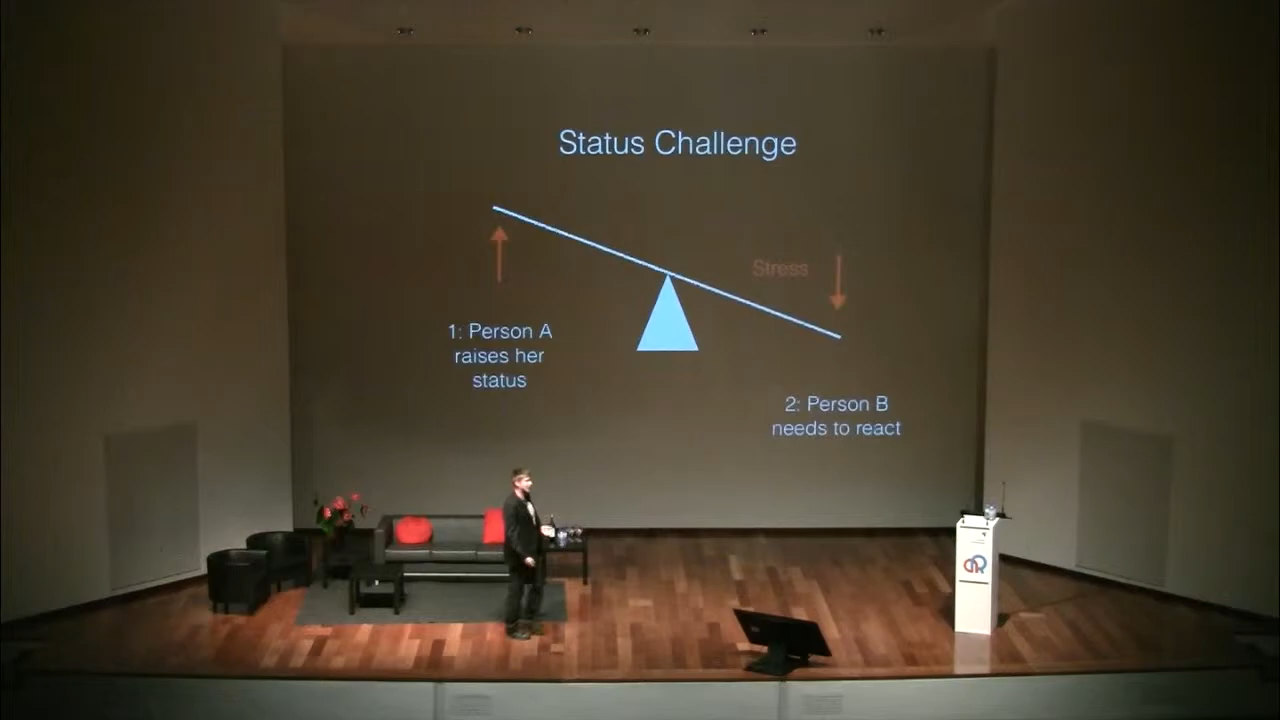 Status Challenge
Stress
1: Person A
raises her
status
2: Person B
needs to react